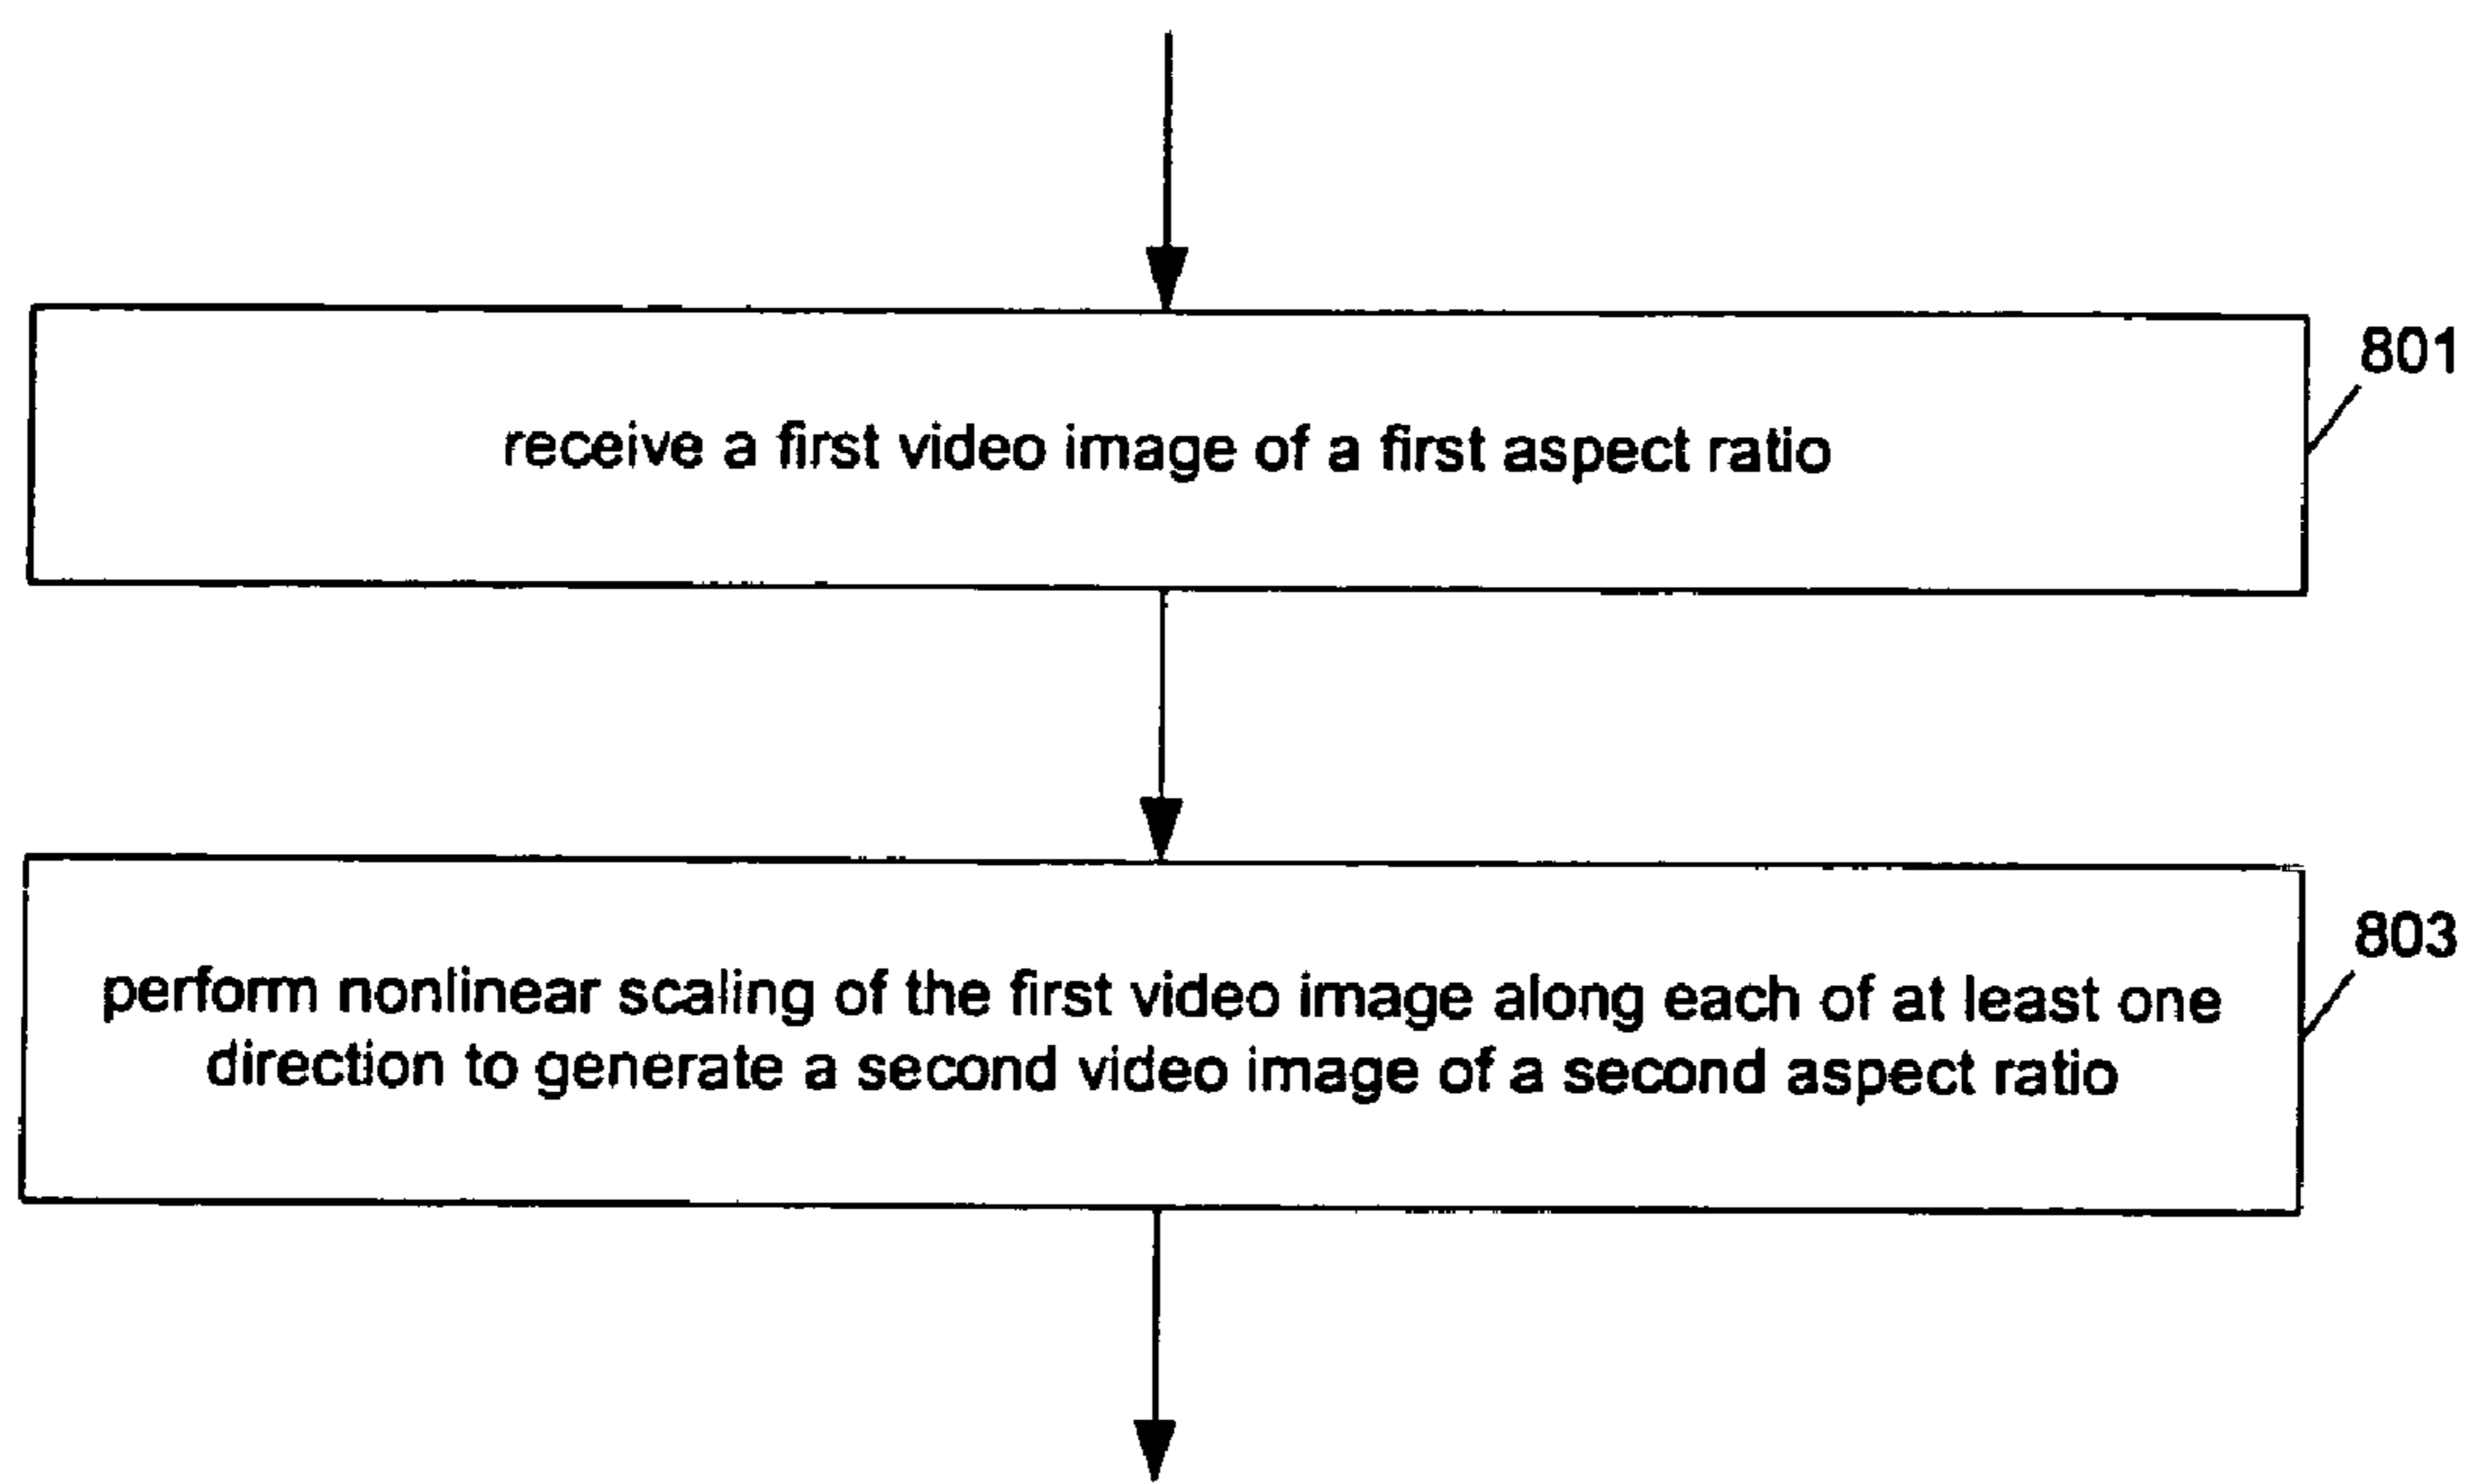 801
receive a first video image of a first aspect ratio
803
perform nonlinear scaling of the first video image along each of at least one
direction to generate a second video image of a second aspect ratio